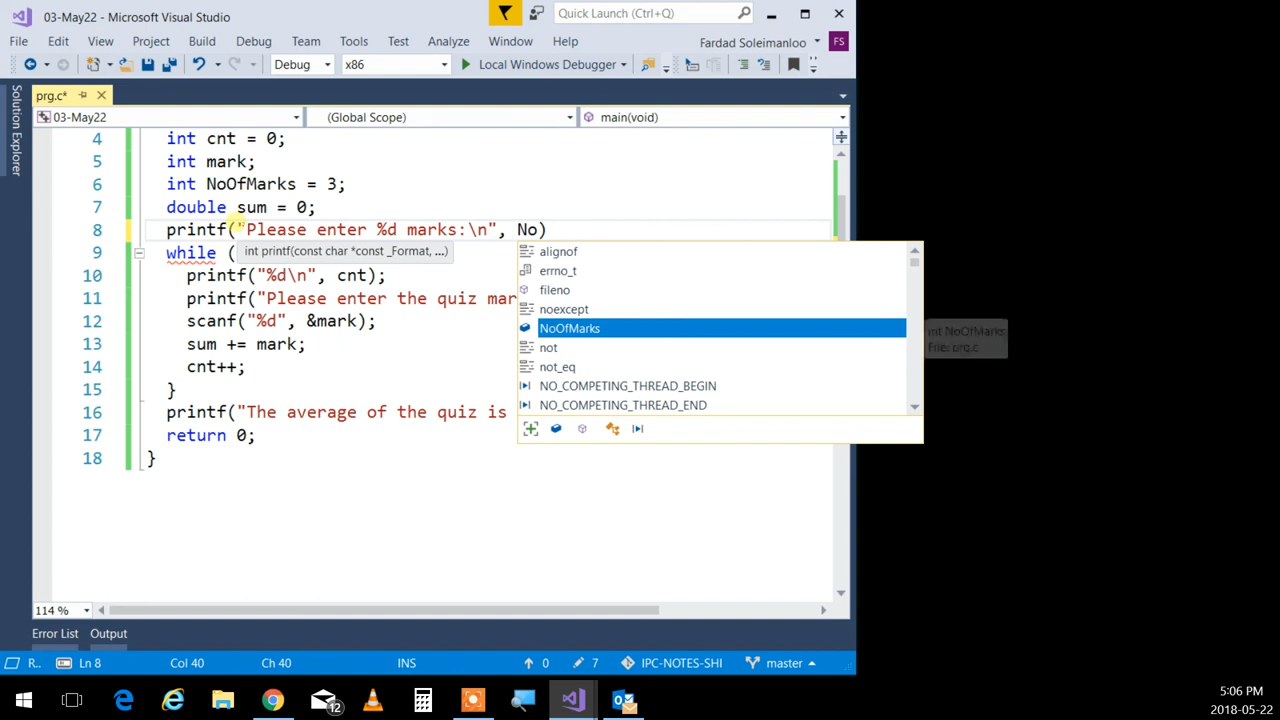 03-May22 - Microsoft Visual Studio
Quick Launch (Ctrl+Q)
File Edit View Project Build Debug Team Tools Test Analyze Window Help
Fardad Soleimanloo FS
Debug x86 Local Windows Debugger
Solution Explorer
prg.c*
03-May22 (Global Scope) main(void)
4 int cnt = 0;
5 int mark;
6 int NoOfMarks = 3;
7 double sum = 0;
8 printf("Please enter %d marks:\n", No)
9 while (
int printf(const char *const _Format, ...)
10 printf("%d\n", cnt);
11 printf("Please enter the quiz mar
12 scanf("%d", &mark);
13 sum += mark;
14 cnt++;
15 }
16 printf("The average of the quiz is
17 return 0;
18 }
alignof
errno_t
fileno
noexcept
NoOfMarks
not
not_eq
NO_COMPETING_THREAD_BEGIN
NO_COMPETING_THREAD_END
int NoOfMarks
File: prg.c
114 %
Error List Output
R.. Ln 8 Col 40 Ch 40 INS 0 7 IPC-NOTES-SHI master
12
5:06 PM
2018-05-22